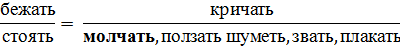 бежать
стоять
=
кричать
молчать, ползать шуметь, звать, плакать